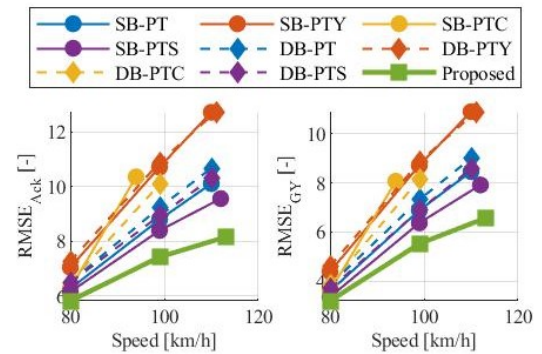 SB-PT SB-PTY SB-PTC
SB-PTS DB-PT DB-PTY
DB-PTC DB-PTS Proposed
RMSE_Ack [-]
12
10
8
6
80 100 120
Speed [km/h]
RMSE_GY [-]
10
8
6
4
80 100 120
Speed [km/h]